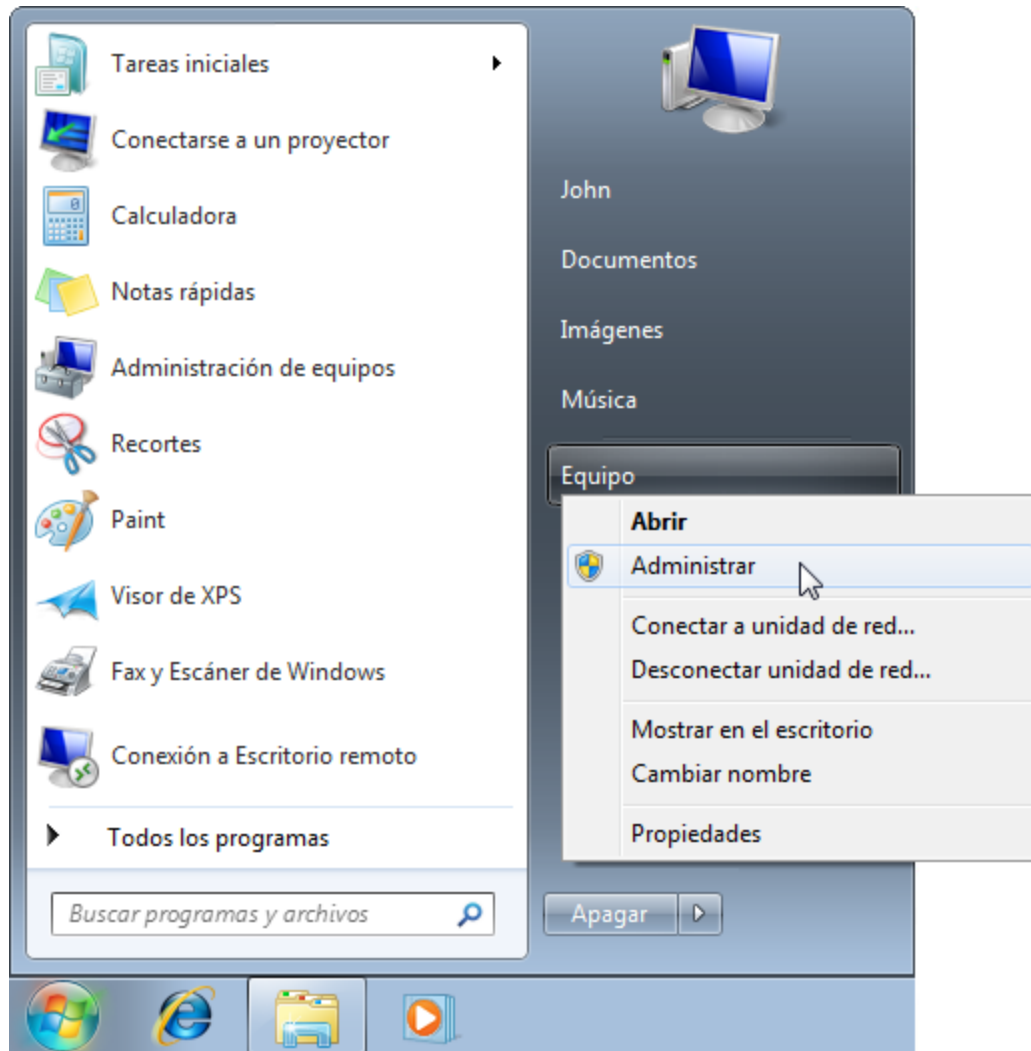 Tareas iniciales
Conectarse a un proyector
Calculadora
Notas rápidas
Administración de equipos
Recortes
Paint
Visor de XPS
Fax y Escáner de Windows
Conexión a Escritorio remoto
Todos los programas
Buscar programas y archivos
John
Documentos
Imágenes
Música
Equipo
Abrir
Administrar
Conectar a unidad de red...
Desconectar unidad de red...
Mostrar en el escritorio
Cambiar nombre
Propiedades
Apagar